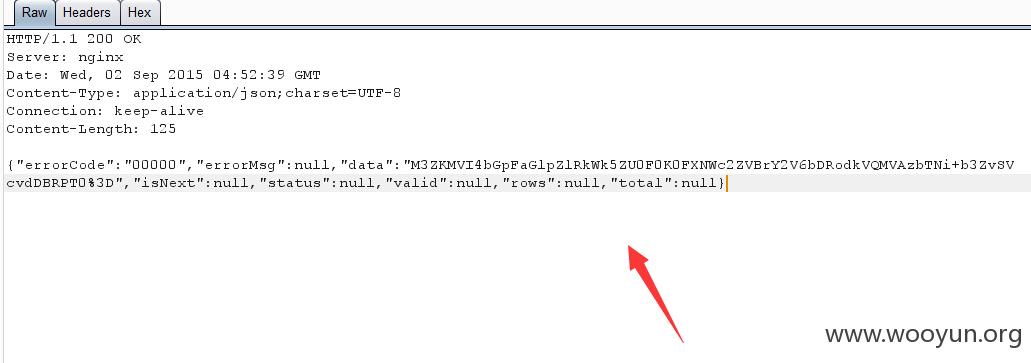 Raw Headers Hex
HTTP/1.1 200 OK
Server: nginx
Date: Wed, 02 Sep 2015 04:52:39 GMT
Content-Type: application/json;charset=UTF-8
Connection: keep-alive
Content-Length: 125
{"errorCode":"00000","errorMsg":null,"data":"M3ZKMVI4bGpFaGlpZlRkWk5ZU0F0K0FXNWc2ZVBrY2V6bDRodkVQMVAzbTNi+b3ZvSV
cvdDBRPT0%3D","isNext":null,"status":null,"valid":null,"rows":null,"total":null}
www.wooyun.org